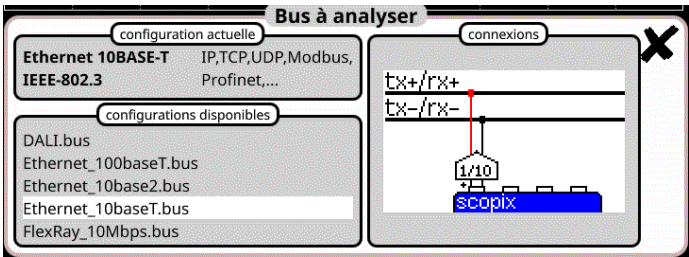 Bus à analyser
configuration actuelle
Ethernet 10BASE-T IP,TCP,UDP,Modbus,
IEEE-802.3 Profinet,...
configurations disponibles
DALI.bus
Ethernet_100baseT.bus
Ethernet_10base2.bus
Ethernet_10baseT.bus
FlexRay_10Mbps.bus
connexions
tx+/rx+
tx-/rx-
1/10
+
scopix